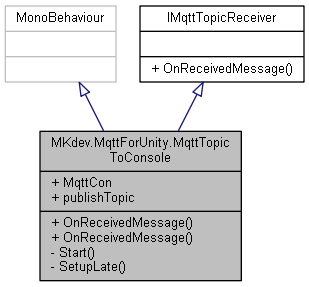 MonoBehaviour
IMqttTopicReceiver
+ OnReceivedMessage()
MKdev.MqttForUnity.MqttTopic
ToConsole
+ MqttCon
+ publishTopic
+ OnReceivedMessage()
+ OnReceivedMessage()
- Start()
- SetupLate()